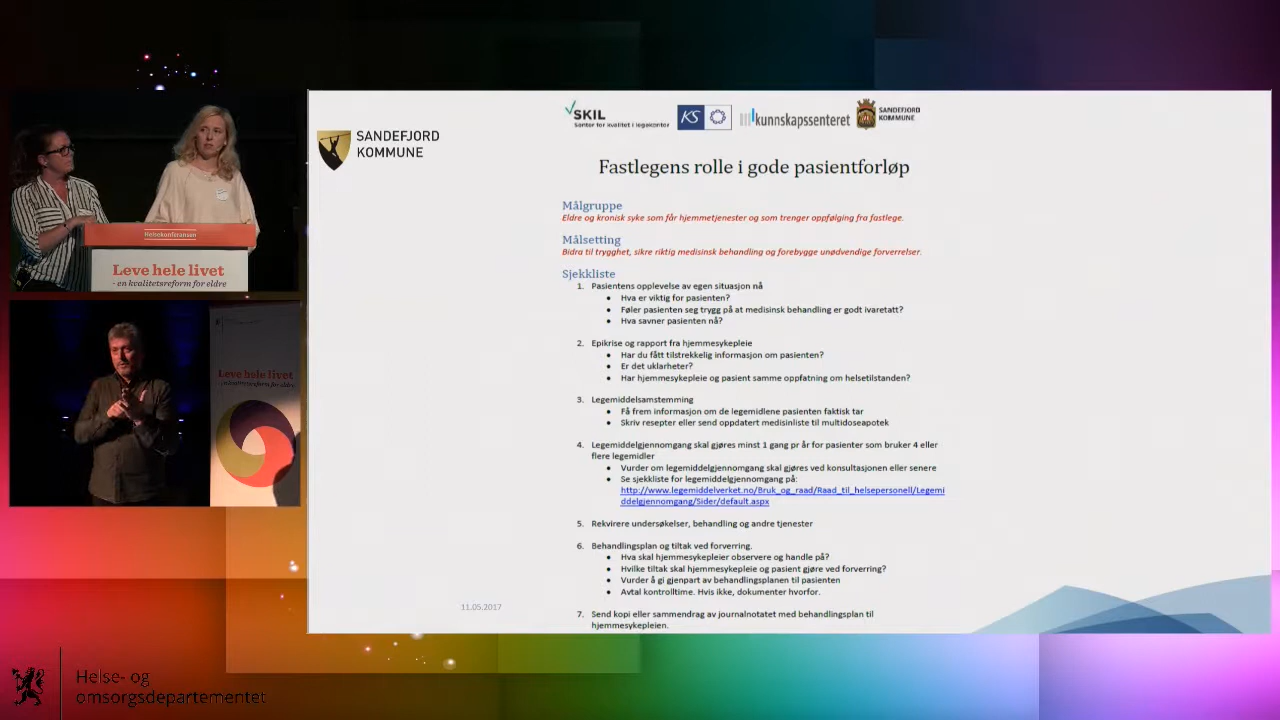 SANDEFJORD
KOMMUNE
SKIL
Senter for kvalitet i legekontor
KS
kunnskapssenteret
SANDEFJORD
KOMMUNE
Fastlegens rolle i gode pasientforløp
Målgruppe
Eldre og kronisk syke som får hjemmetjenester og som trenger oppfølging fra fastlege.
Målsetting
Bidra til trygghet, sikre riktig medisinsk behandling og forebygge unødvendige forverrelser.
Sjekkliste
1. Pasientens opplevelse av egen situasjon nå
• Hva er viktig for pasienten?
• Føler pasienten seg trygg på at medisinsk behandling er godt ivaretatt?
• Hva savner pasienten nå?
2. Epikrise og rapport fra hjemmesykepleie
• Har du fått tilstrekkelig informasjon om pasienten?
• Er det uklarheter?
• Har hjemmesykepleie og pasient samme oppfatning om helsetilstanden?
3. Legemiddelsamstemming
• Få frem informasjon om de legemidlene pasienten faktisk tar
• Skriv resepter eller send oppdatert medisinliste til multidoseapotek
4. Legemiddelgjennomgang skal gjøres minst 1 gang pr år for pasienter som bruker 4 eller
flere legemidler
• Vurder om legemiddelgjennomgang skal gjøres ved konsultasjonen eller senere
• Se sjekkliste for legemiddelgjennomgang på:
http://www.legemiddelverket.no/Bruk_og_raad/Raad_til_helsepersonell/Legemi
ddelgjennomgang/Sider/default.aspx
5. Rekvirere undersøkelser, behandling og andre tjenester
6. Behandlingsplan og tiltak ved forverring.
• Hva skal hjemmesykepleier observere og handle på?
• Hvilke tiltak skal hjemmesykepleie og pasient gjøre ved forverring?
• Vurder å gi gjenpart av behandlingsplanen til pasienten
• Avtal kontrolltime. Hvis ikke, dokumenter hvorfor.
7. Send kopi eller sammendrag av journalnotatet med behandlingsplan til
hjemmesykepleien.
11.05.2017
Helsekonferansen
Leve hele livet
- en kvalitetsreform for eldre
Leve hele livet
- en kvalitetsreform for eldre
Helse- og
omsorgsdepartementet